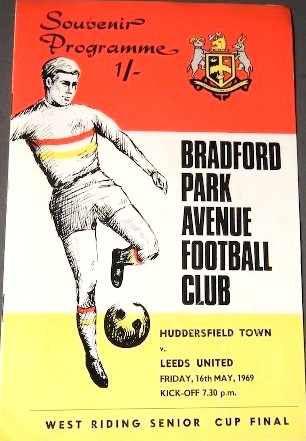 Souvenir
Programme
1/-
BRADFORD
PARK
AVENUE
FOOTBALL
CLUB
HUDDERSFIELD TOWN
v.
LEEDS UNITED
FRIDAY, 16th MAY, 1969
KICK-OFF 7.30 p.m.
WEST RIDING SENIOR CUP FINAL